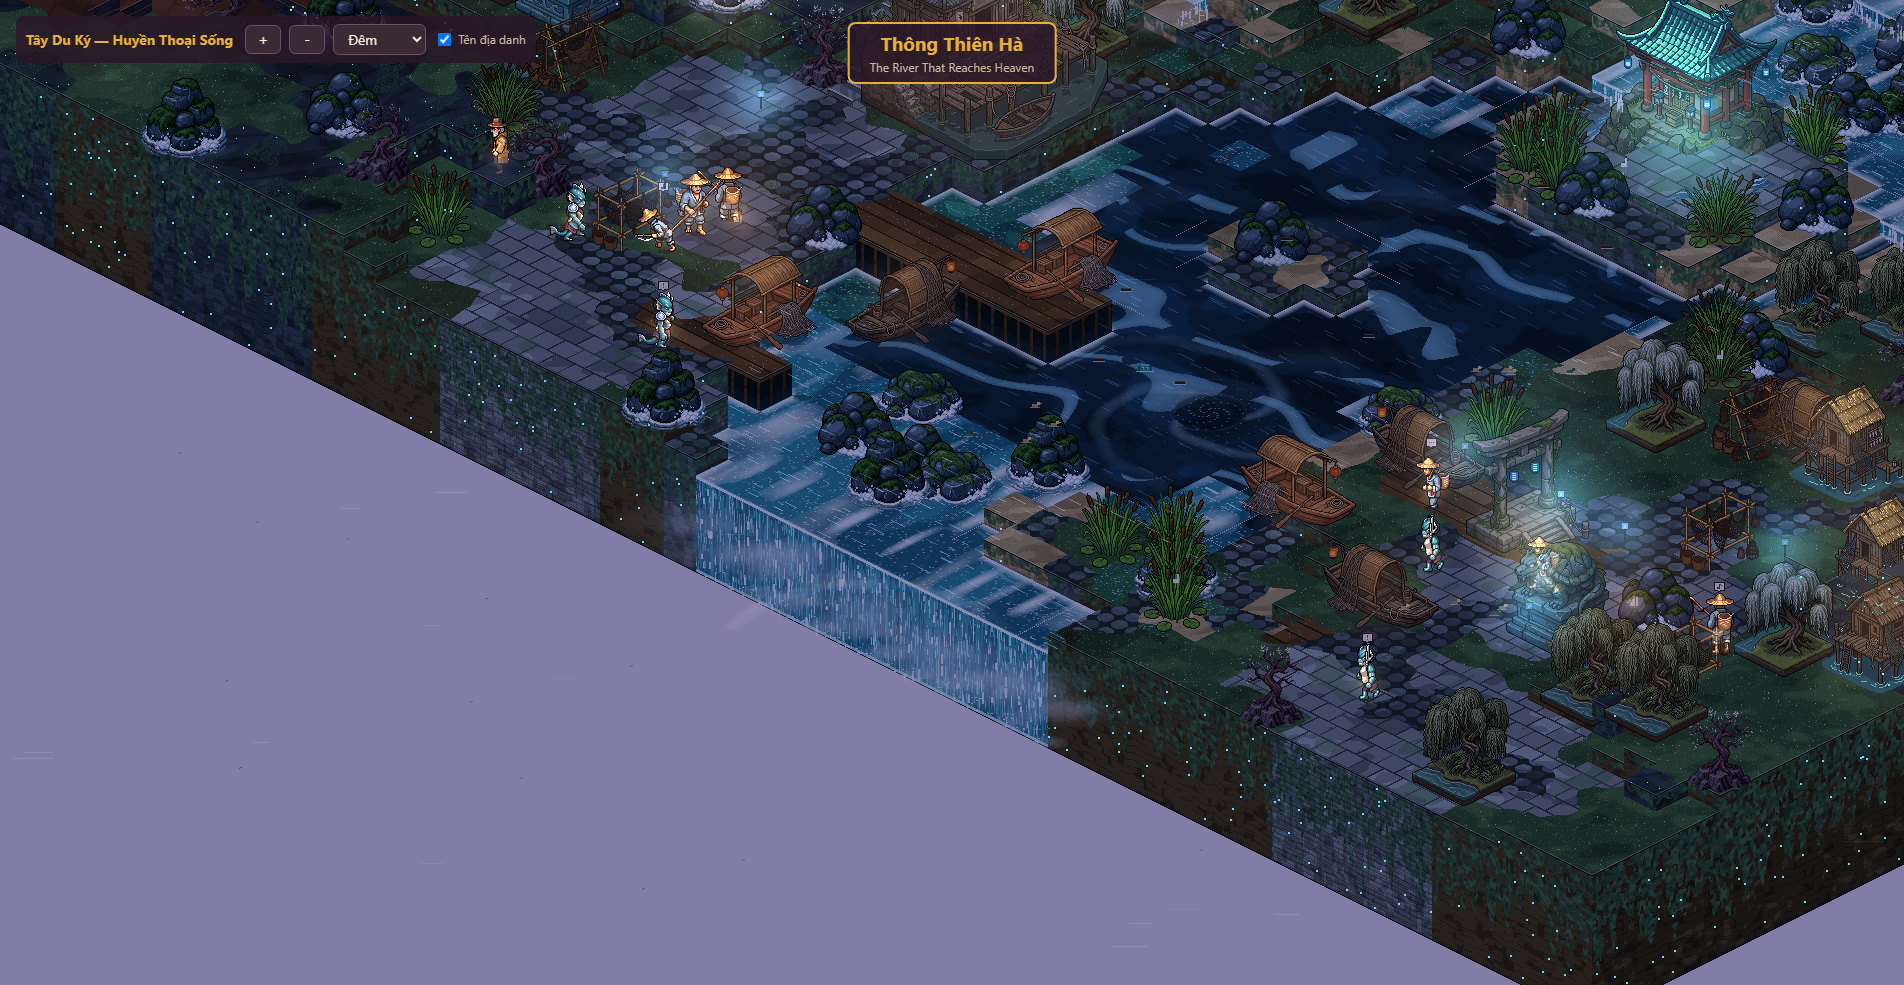 Tây Du Ký — Huyền Thoại Sống
+
-
Đêm
Tên địa danh
Thông Thiên Hà
The River That Reaches Heaven